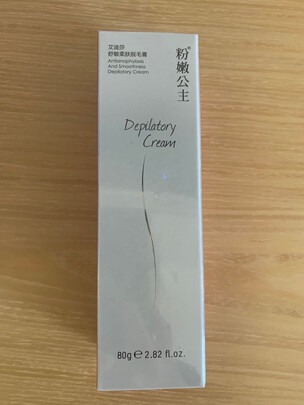 艾迪莎
舒敏柔肤脱毛膏
Antianaphylaxis
And Smoothness
Depilatory Cream
粉嫩公主
Depilatory
Cream
80g℮2.82 fl.oz.